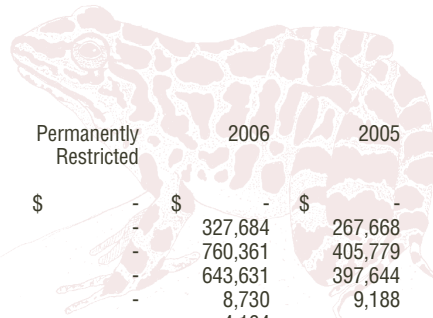 Permanently 2006 2005
Restricted
$ - $ - $ -
- 327,684 267,668
- 760,361 405,779
- 643,631 397,644
- 8,730 9,188